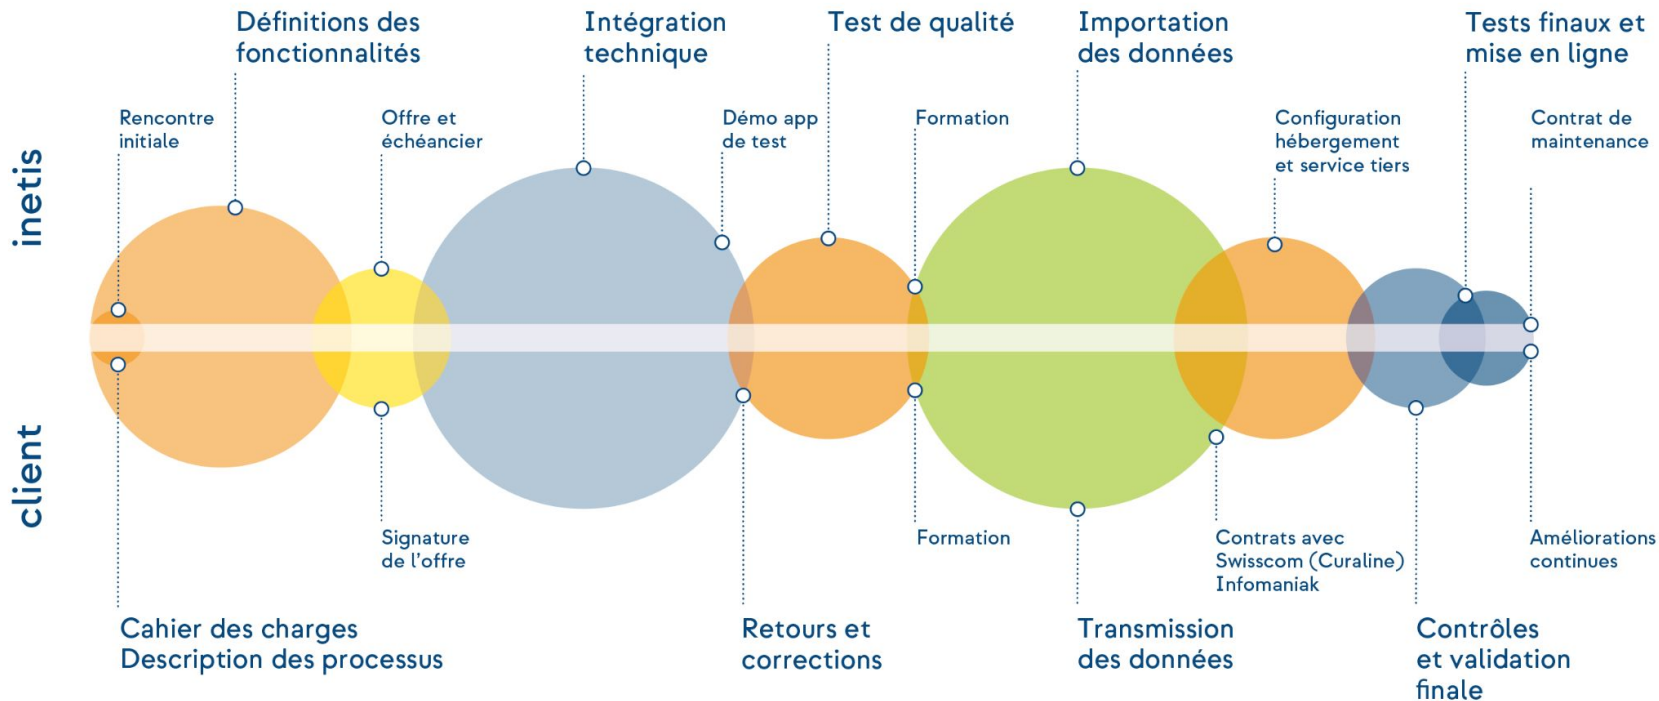 Définitions des
fonctionnalités
Intégration
technique
Test de qualité
Importation
des données
Tests finaux et
mise en ligne
Rencontre
initiale
Offre et
échéancier
Démo app
de test
Formation
Configuration
hébergement
et service tiers
Contrat de
maintenance
inetis
client
Signature
de l'offre
Formation
Contrats avec
Swisscom (Curaline)
Infomaniak
Améliorations
continues
Cahier des charges
Description des processus
Retours et
corrections
Transmission
des données
Contrôles
et validation
finale